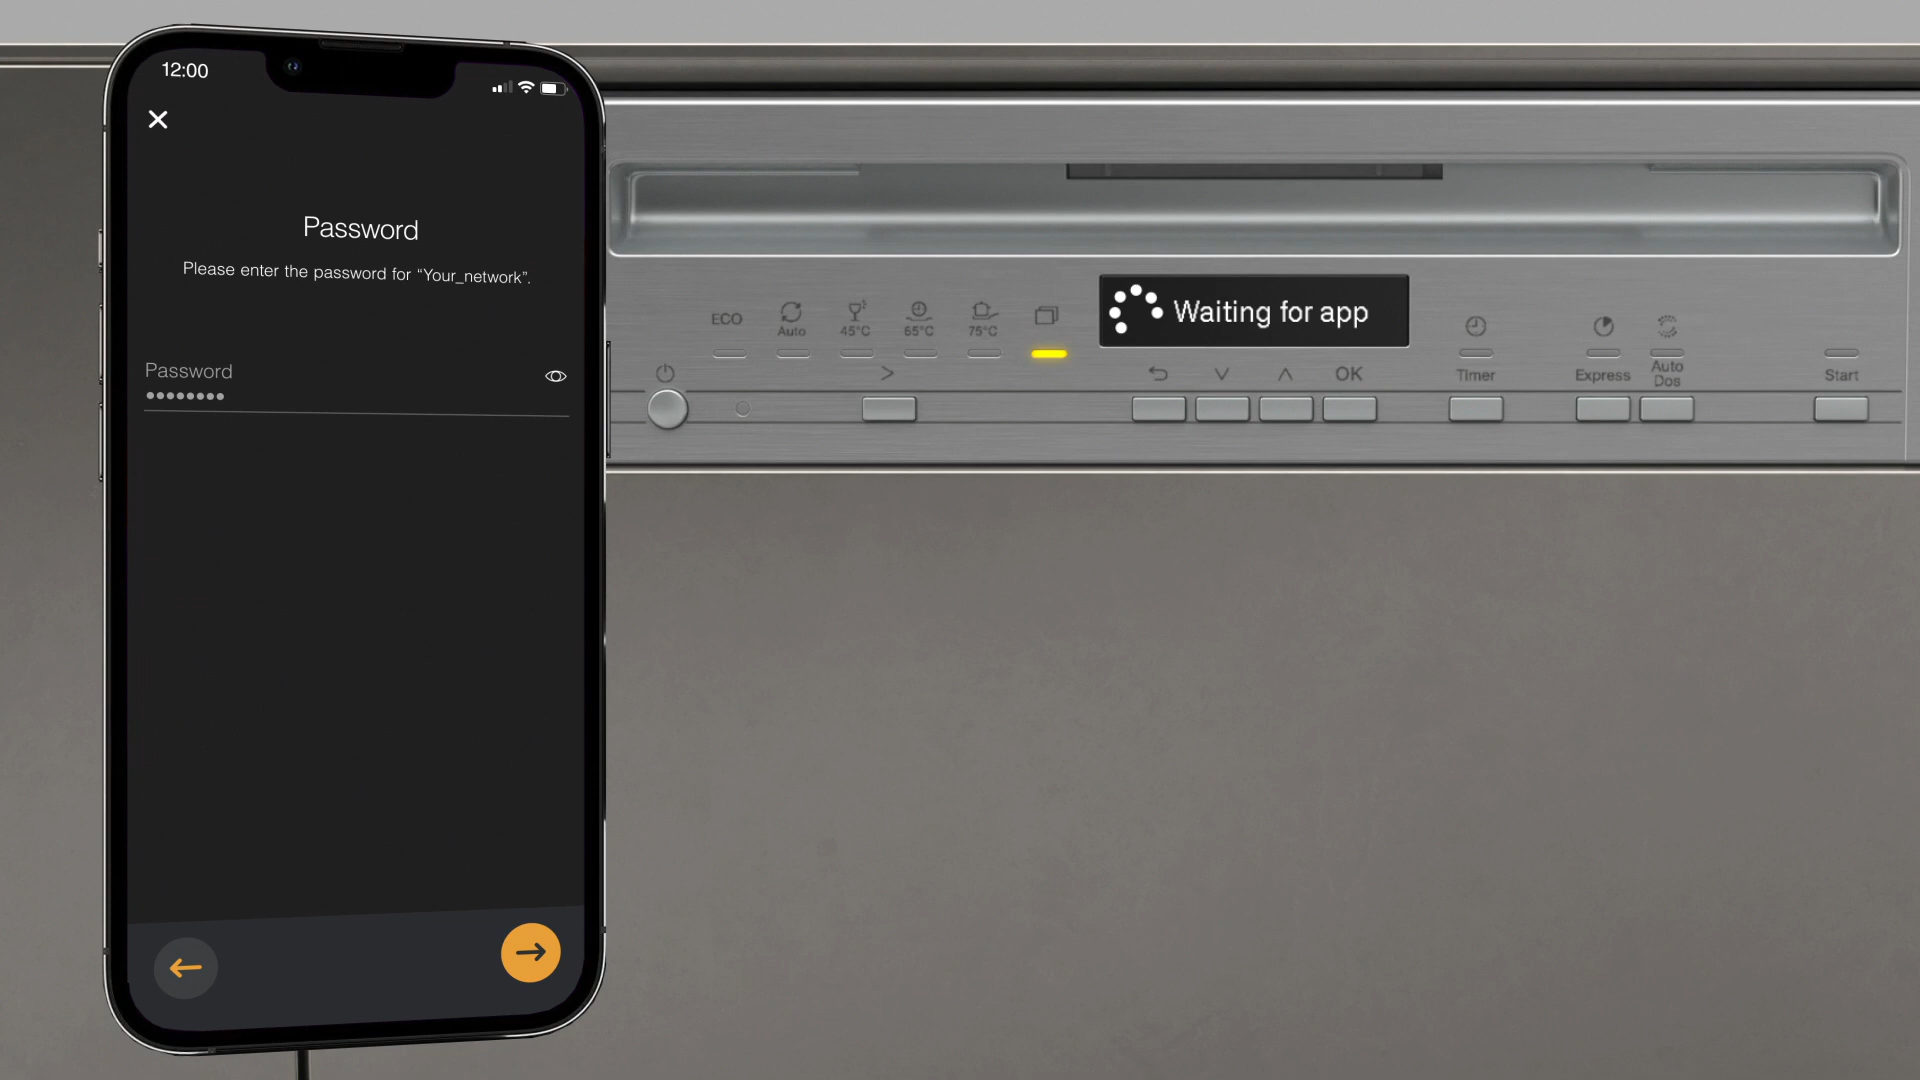 12:00
Password
Please enter the password for “Your_network”.
Password
Waiting for app
ECO
Auto
45°C
65°C
75°C
OK
Timer
Express
Auto
Dos
Start